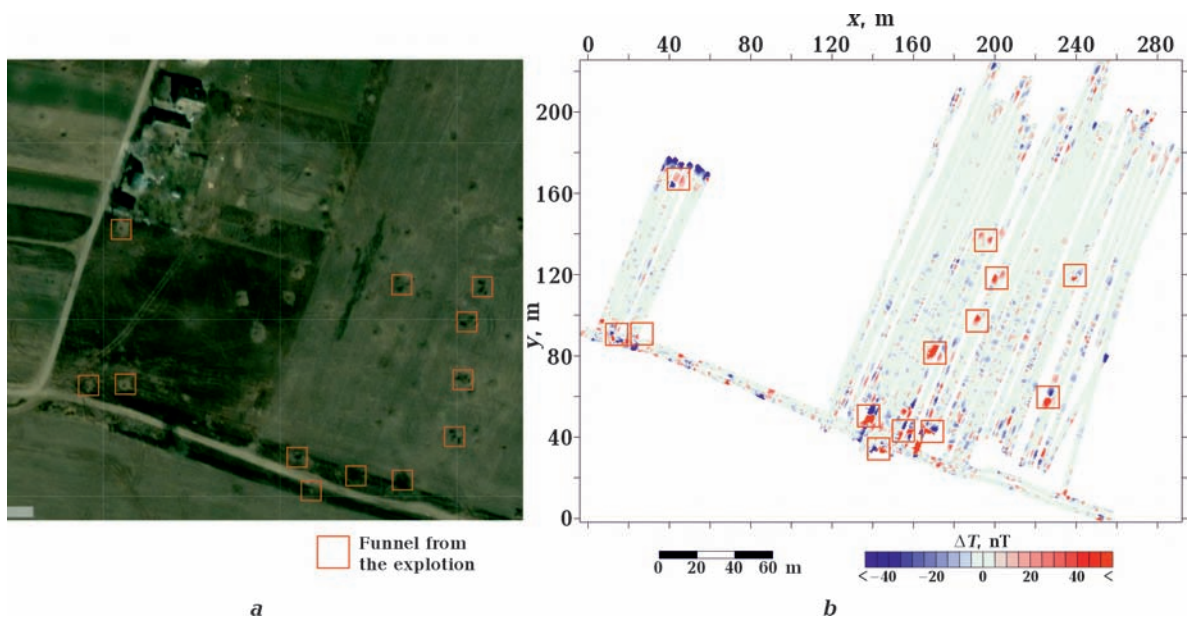 x, m
0 40 80 120 160 200 240 280
y, m
200
160
120
80
40
0
Funnel from
the explotion
0 20 40 60 m
ΔT, nT
<-40 -20 0 20 40 <
a
b